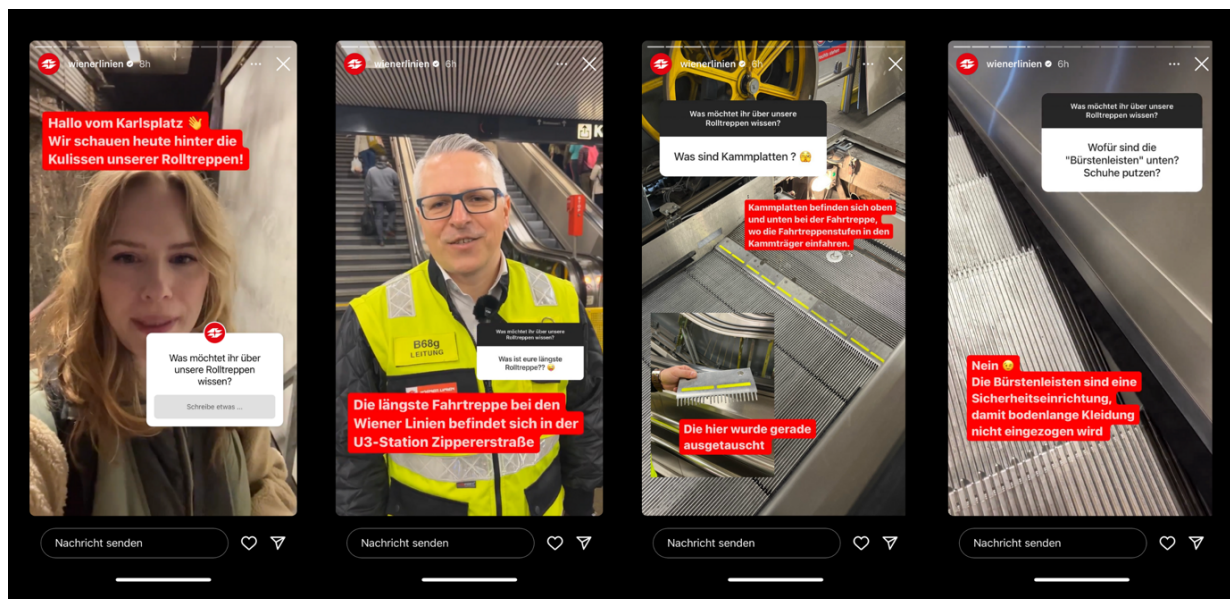 wienerlinien 8h
Hallo vom Karlsplatz 👋
Wir schauen heute hinter die
Kulissen unserer Rolltreppen!
Was möchtet ihr über
unsere Rolltreppen
wissen?
Schreibe etwas ...
Nachricht senden
wienerlinien 6h
K
B68g
LEITUNG
WIENER LINIEN
Was möchtet ihr über unsere
Rolltreppen wissen?
Was ist eure längste
Rolltreppe?? 😜
Die längste Fahrtreppe bei den
Wiener Linien befindet sich in der
U3-Station Zippererstraße
Nachricht senden
wienerlinien 6h
Was möchtet ihr über unsere
Rolltreppen wissen?
Was sind Kammplatten ? 🫣
Kammplatten befinden sich oben
und unten bei der Fahrtreppe,
wo die Fahrtreppenstufen in den
Kammträger einfahren.
Die hier wurde gerade
ausgetauscht
Nachricht senden
wienerlinien 6h
Was möchtet ihr über unsere
Rolltreppen wissen?
Wofür sind die
"Bürstenleisten" unten?
Schuhe putzen?
Nein 😉
Die Bürstenleisten sind eine
Sicherheitseinrichtung,
damit bodenlange Kleidung
nicht eingezogen wird
Nachricht senden